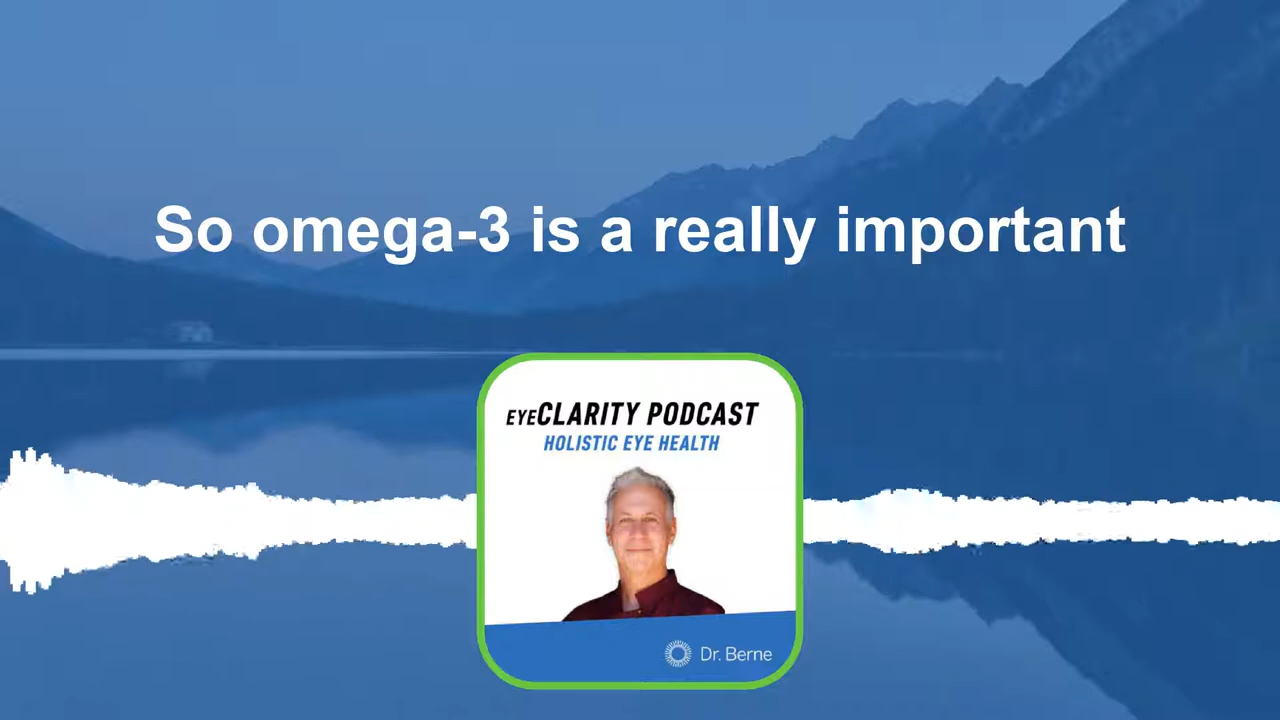 So omega-3 is a really important
EYECLARITY PODCAST
HOLISTIC EYE HEALTH
Dr. Berne